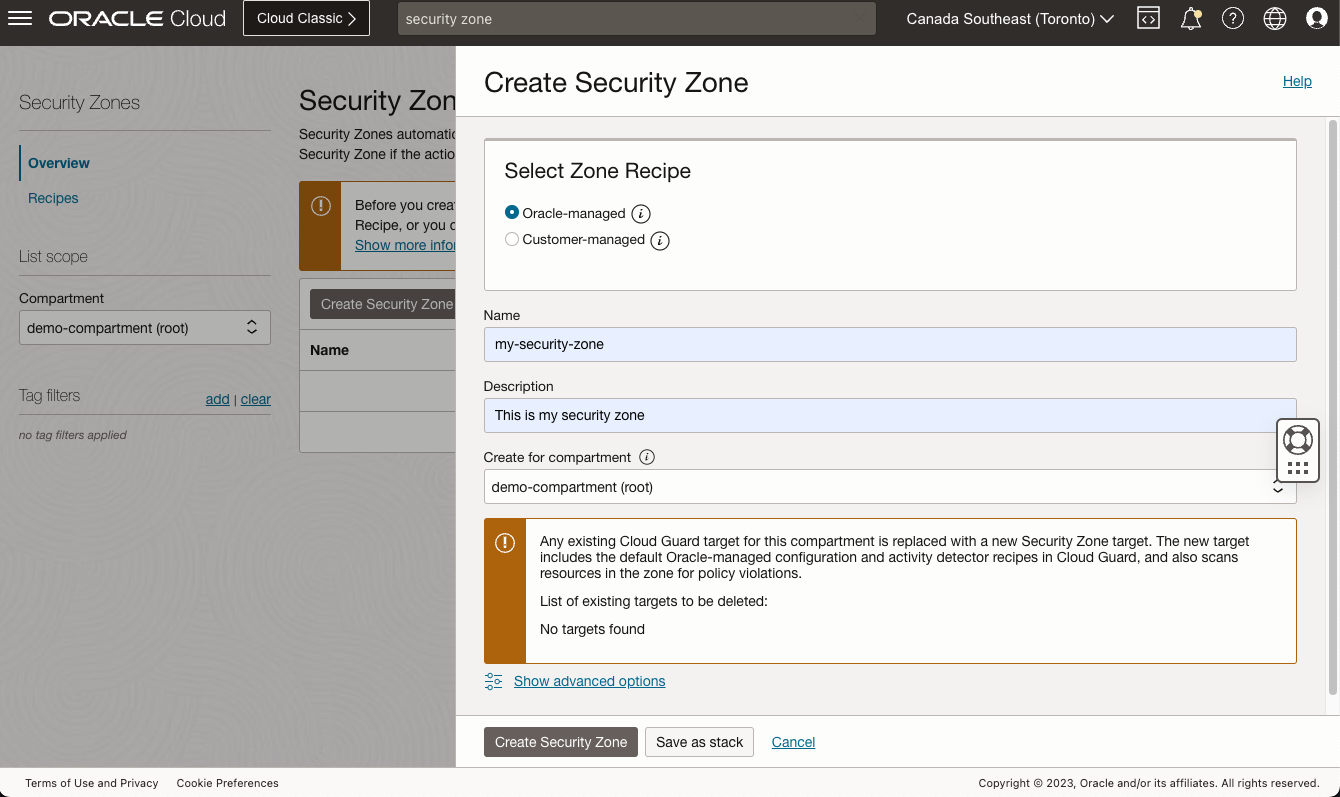 ORACLE Cloud
Cloud Classic
security zone
Canada Southeast (Toronto)
Security Zones
Overview
Recipes
List scope
Compartment
demo-compartment (root)
Tag filters
add | clear
no tag filters applied
Security Zon
Security Zones automatic
Security Zone if the actio
Before you crea
Recipe, or you c
Show more infor
Create Security Zone
Name
Create Security Zone
Help
Select Zone Recipe
Oracle-managed
Customer-managed
Name
my-security-zone
Description
This is my security zone
Create for compartment
demo-compartment (root)
Any existing Cloud Guard target for this compartment is replaced with a new Security Zone target. The new target
includes the default Oracle-managed configuration and activity detector recipes in Cloud Guard, and also scans
resources in the zone for policy violations.
List of existing targets to be deleted:
No targets found
Show advanced options
Create Security Zone
Save as stack
Cancel
Terms of Use and Privacy
Cookie Preferences
Copyright © 2023, Oracle and/or its affiliates. All rights reserved.